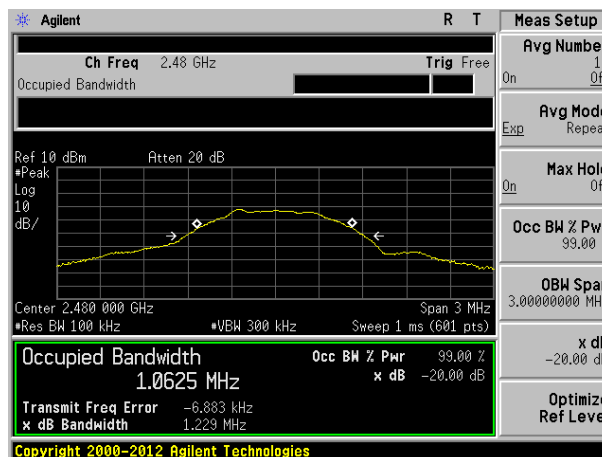 Agilent R T Meas Setup
Ch Freq 2.48 GHz Trig Free
Occupied Bandwidth
Avg Numbe
1
On Of
Avg Mod
Exp Repea
Max Hol
On Of
Occ BW % Pw
99.00
OBW Spa
3.00000000 MH
x d
-20.00 d
Optimiz
Ref Leve
Ref 10 dBm Atten 20 dB
#Peak
Log
10
dB/
Center 2.480 000 GHz Span 3 MHz
#Res BW 100 kHz #VBW 300 kHz Sweep 1 ms (601 pts)
Occupied Bandwidth Occ BW % Pwr 99.00 %
1.0625 MHz x dB -20.00 dB
Transmit Freq Error -6.883 kHz
x dB Bandwidth 1.229 MHz
Copyright 2000-2012 Agilent Technologies